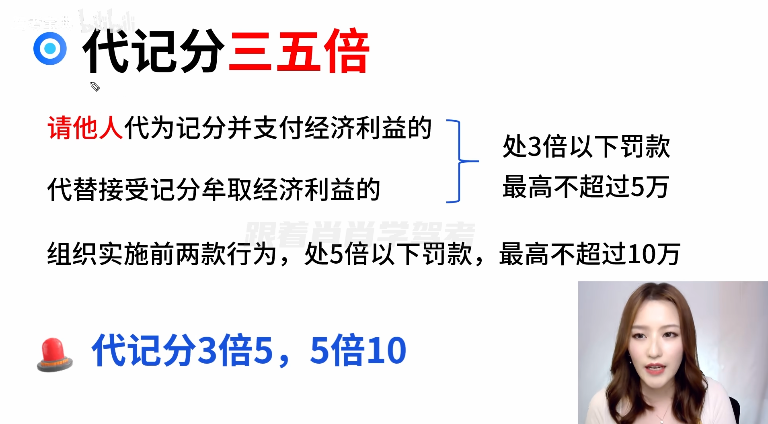 代记分三五倍
请他人代为记分并支付经济利益的
处3倍以下罚款
代替接受记分牟取经济利益的
最高不超过5万
跟着肖肖学驾考
组织实施前两款行为，处5倍以下罚款，最高不超过10万
代记分3倍5，5倍10